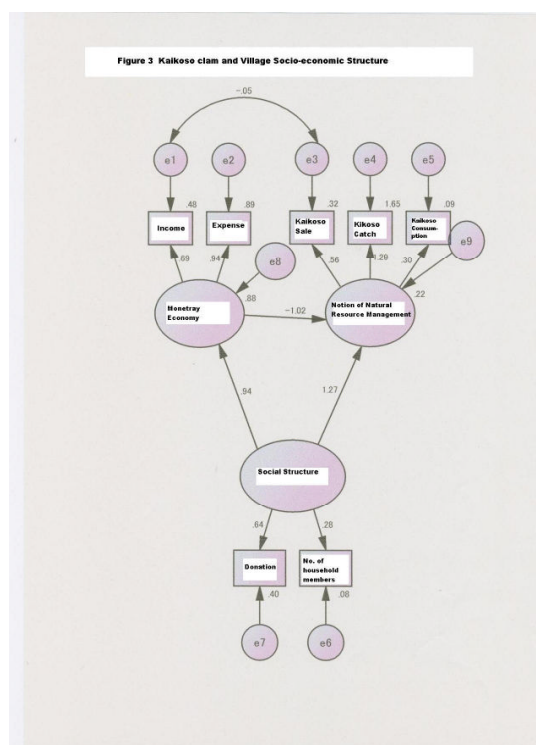 Figure 3 Kaikoso clam and Village Socio-economic Structure
-.05
e1
e2
e3
e4
e5
.48
.89
.32
1.65
.09
Income
Expense
Kaikoso
Sale
Kikoso
Catch
Kaikoso
Consum-
ption
e9
.69
.94
e8
.56
1.29
.30
.88
.22
Monetray
Economy
-1.02
Notion of Natural
Resource Management
.94
1.27
Social Structure
.64
.28
Donation
No. of
household
members
.40
.08
e7
e6